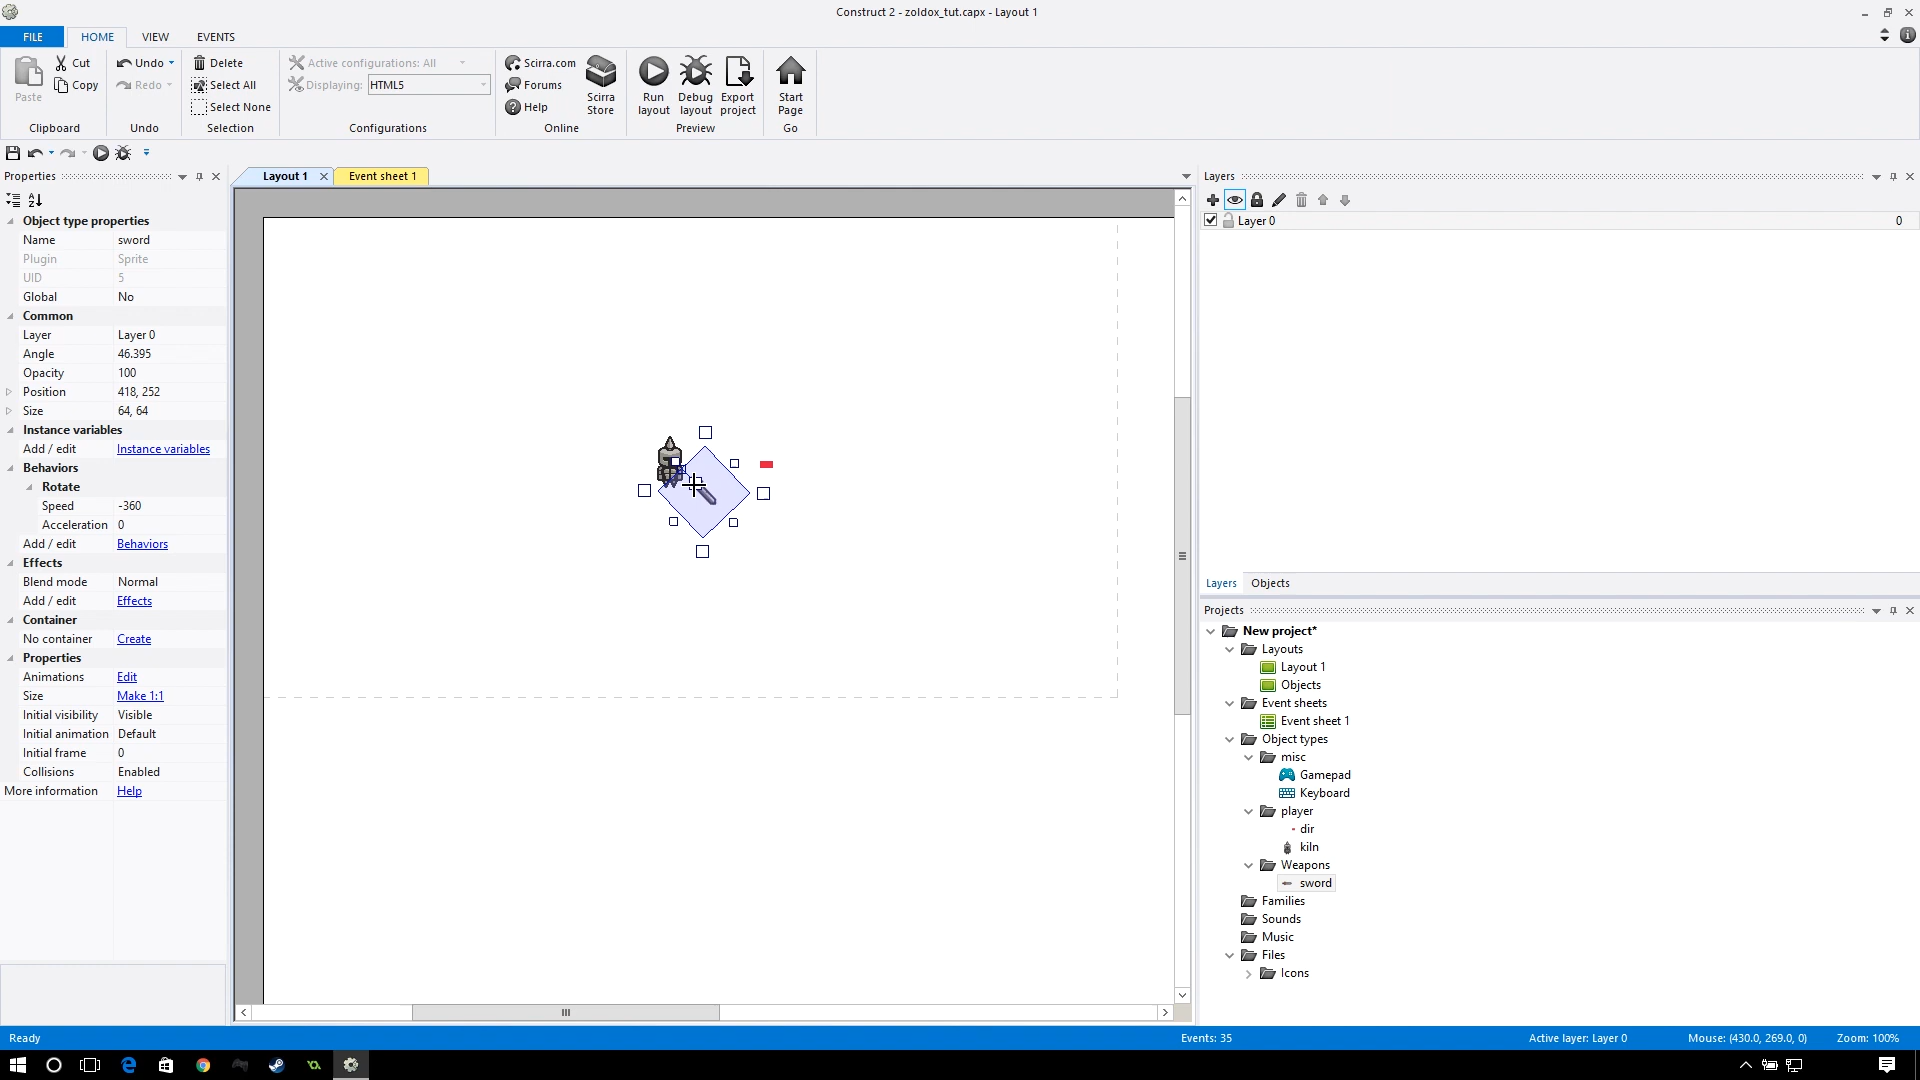 Construct 2 - zoldox_tut.capx - Layout 1
FILE
HOME
VIEW
EVENTS
Paste
Cut
Copy
Clipboard
Undo
Redo
Undo
Delete
Select All
Select None
Selection
Active configurations: All
Displaying:
HTML5
Configurations
Scirra.com
Forums
Help
Scirra Store
Online
Run layout
Debug layout
Export project
Preview
Start Page
Go
Properties
Object type properties
Name sword
Plugin Sprite
UID 5
Global No
Common
Layer Layer 0
Angle 46.395
Opacity 100
Position 418, 252
Size 64, 64
Instance variables
Add / edit Instance variables
Behaviors
Rotate
Speed -360
Acceleration 0
Add / edit Behaviors
Effects
Blend mode Normal
Add / edit Effects
Container
No container Create
Properties
Animations Edit
Size Make 1:1
Initial visibility Visible
Initial animation Default
Initial frame 0
Collisions Enabled
More information Help
Layout 1
Event sheet 1
Layers
Layer 0 0
Layers Objects
Projects
New project*
Layouts
Layout 1
Objects
Event sheets
Event sheet 1
Object types
misc
Gamepad
Keyboard
player
dir
kiln
Weapons
sword
Families
Sounds
Music
Files
Icons
Ready
Events: 35
Active layer: Layer 0
Mouse: (430.0, 269.0, 0)
Zoom: 100%